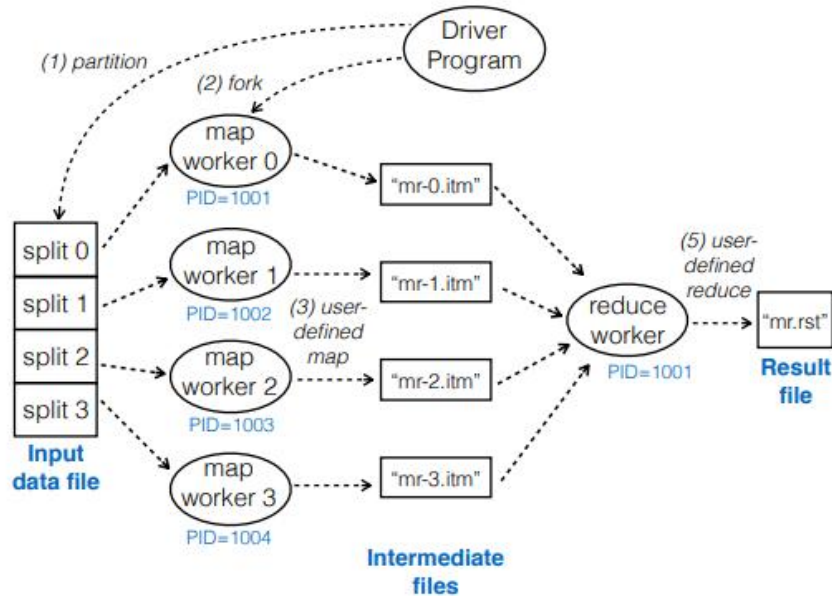 Driver
Program
(1) partition
(2) fork
map
worker 0
PID=1001
"mr-0.itm"
split 0
split 1
split 2
split 3
Input
data file
map
worker 1
PID=1002
"mr-1.itm"
(3) user-
defined
map
map
worker 2
PID=1003
"mr-2.itm"
map
worker 3
PID=1004
"mr-3.itm"
Intermediate
files
reduce
worker
PID=1001
(5) user-
defined
reduce
"mr.rst"
Result
file